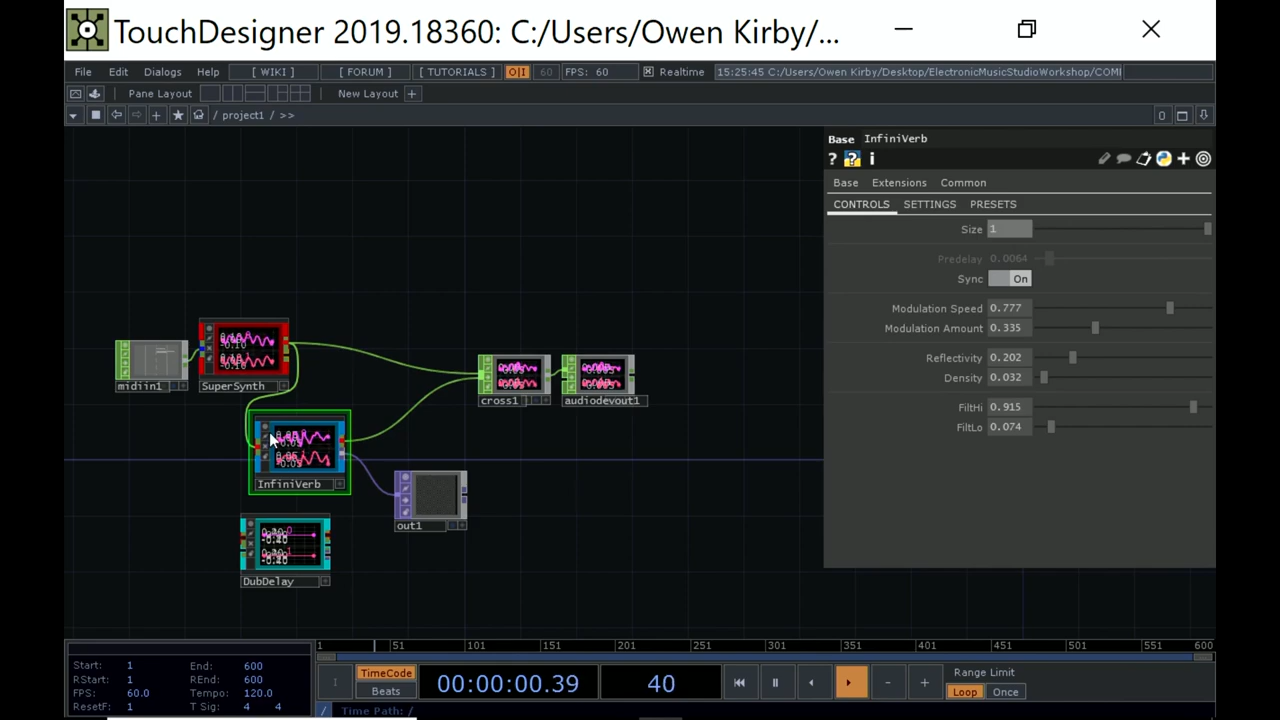 TouchDesigner 2019.18360: C:/Users/Owen Kirby/...
File Edit Dialogs Help [ WIKI ] [ FORUM ] [ TUTORIALS ] O|I 60 FPS: 60 Realtime 15:25:45 C:/Users/Owen Kirby/Desktop/ElectronicMusicStudioWorkshop/COM
Pane Layout New Layout +
/ project1 / >> 0
Base InfiniVerb
? ? i
Base Extensions Common
CONTROLS SETTINGS PRESETS
Size 1
Predelay 0.0064
Sync On
Modulation Speed 0.777
Modulation Amount 0.335
Reflectivity 0.202
Density 0.032
FiltHi 0.915
FiltLo 0.074
midiin1
SuperSynth
cross1
audiodevout1
InfiniVerb
out1
DubDelay
1 51 101 151 201 251 301 351 401 451 501 551 600
Start: 1 End: 600
RStart: 1 REnd: 600
FPS: 60.0 Tempo: 120.0
ResetF: 1 T Sig: 4 4
TimeCode
Beats
00:00:00.39
40
Range Limit
Loop Once
/ Time Path: /